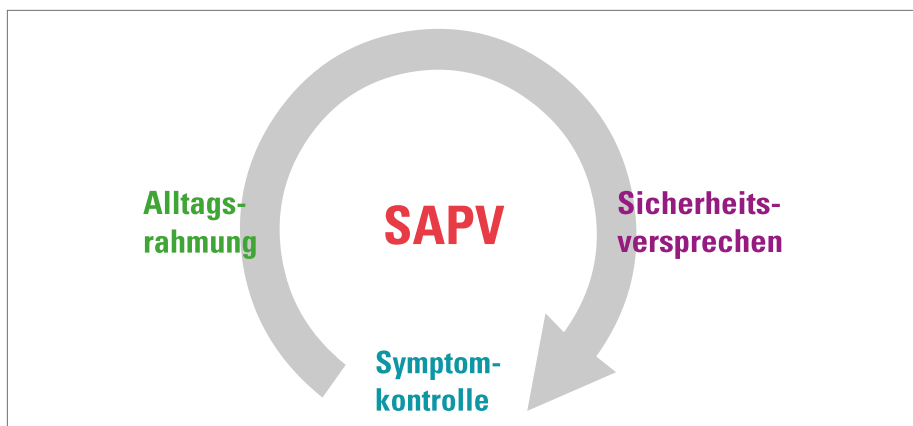 Alltags-
rahmung
SAPV
Sicherheits-
versprechen
Symptom-
kontrolle